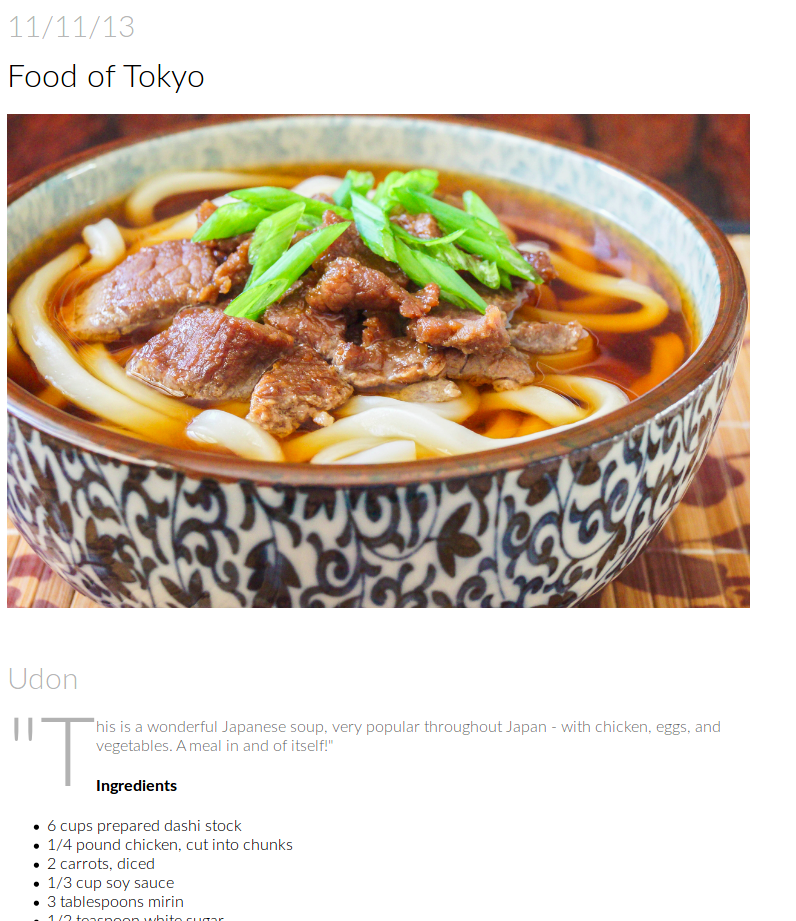 11/11/13
Food of Tokyo
Udon
"This is a wonderful Japanese soup, very popular throughout Japan - with chicken, eggs, and
vegetables. A meal in and of itself!"
Ingredients
• 6 cups prepared dashi stock
• 1/4 pound chicken, cut into chunks
• 2 carrots, diced
• 1/3 cup soy sauce
• 3 tablespoons mirin
• 1/2 teaspoon white sugar